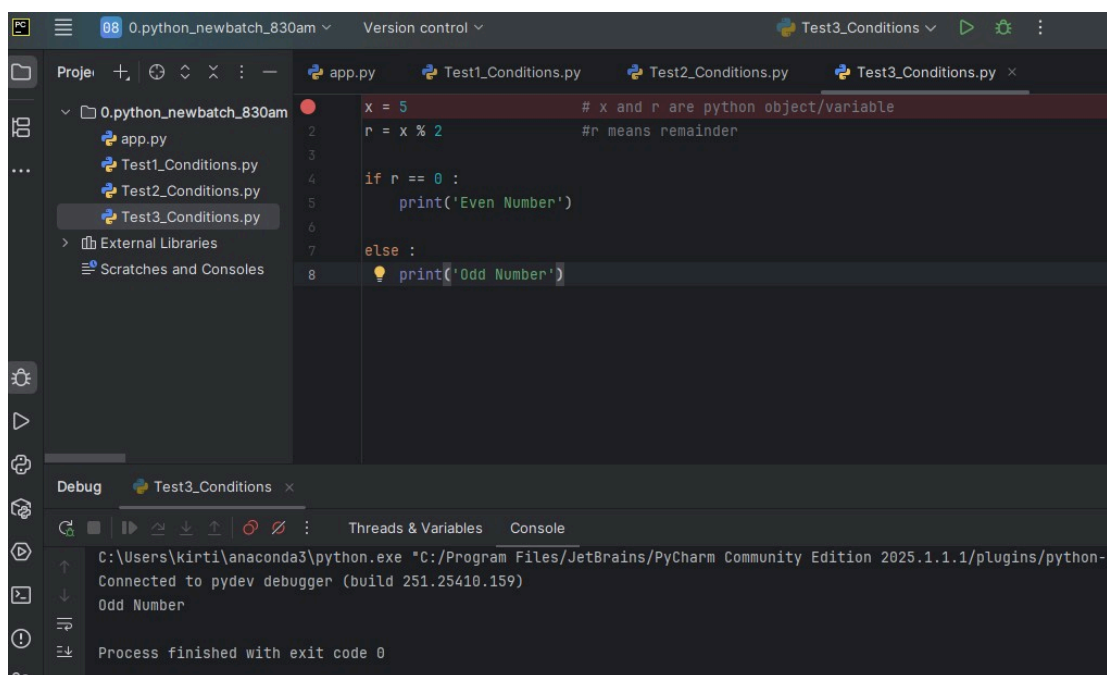 PC
08 0.python_newbatch_830am Version control Test3_Conditions
Project
app.py Test1_Conditions.py Test2_Conditions.py Test3_Conditions.py
0.python_newbatch_830am
app.py
Test1_Conditions.py
Test2_Conditions.py
Test3_Conditions.py
External Libraries
Scratches and Consoles
x = 5 # x and r are python object/variable
2 r = x % 2 #r means remainder
3
4 if r == 0 :
5 print('Even Number')
6
7 else :
8 print('Odd Number')
Debug Test3_Conditions
Threads & Variables Console
C:\Users\kirti\anaconda3\python.exe "C:/Program Files/JetBrains/PyCharm Community Edition 2025.1.1.1/plugins/python-
Connected to pydev debugger (build 251.25410.159)
Odd Number
Process finished with exit code 0